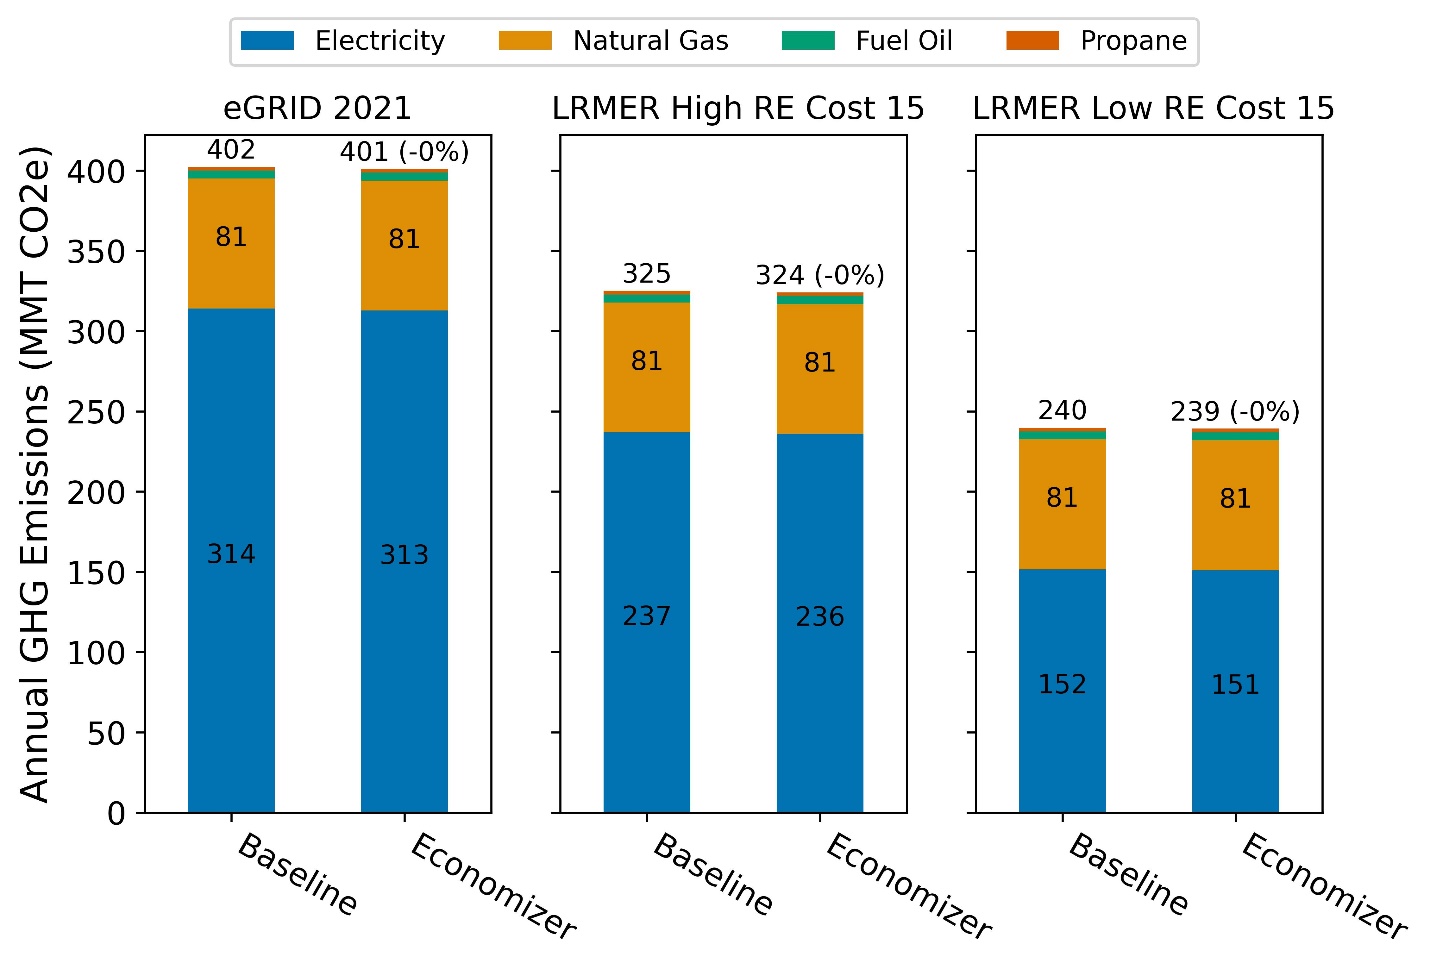 Electricity Natural Gas Fuel Oil Propane
eGRID 2021 LRMER High RE Cost 15 LRMER Low RE Cost 15
Annual GHG Emissions (MMT CO2e)
400
350
300
250
200
150
100
50
0
402 401 (-0%)
81 81
314 313
325 324 (-0%)
81 81
237 236
240 239 (-0%)
81 81
152 151
Baseline Economizer Baseline Economizer Baseline Economizer